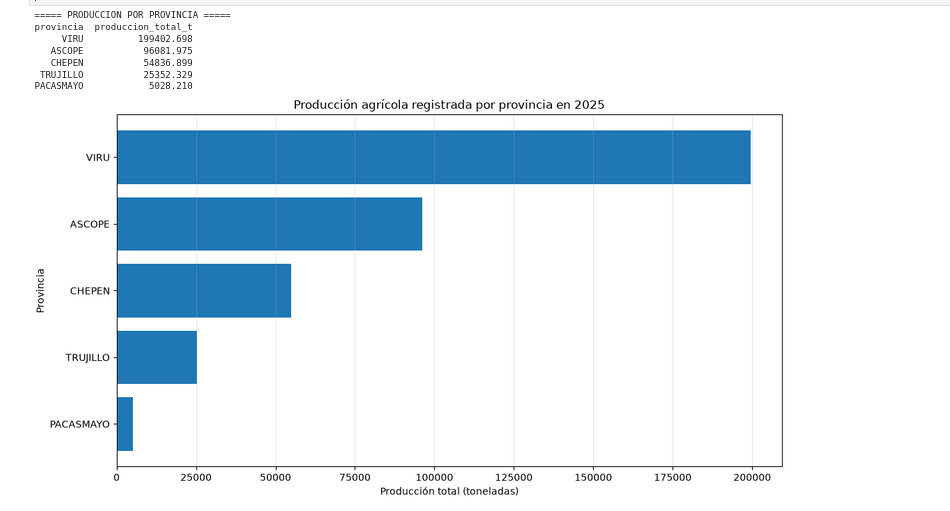 ===== PRODUCCION POR PROVINCIA =====
provincia produccion_total_t
VIRU 199402.698
ASCOPE 96081.975
CHEPEN 54836.899
TRUJILLO 25352.329
PACASMAYO 5028.210
Producción agrícola registrada por provincia en 2025
VIRU
ASCOPE
CHEPEN
TRUJILLO
PACASMAYO
Provincia
0 25000 50000 75000 100000 125000 150000 175000 200000
Producción total (toneladas)